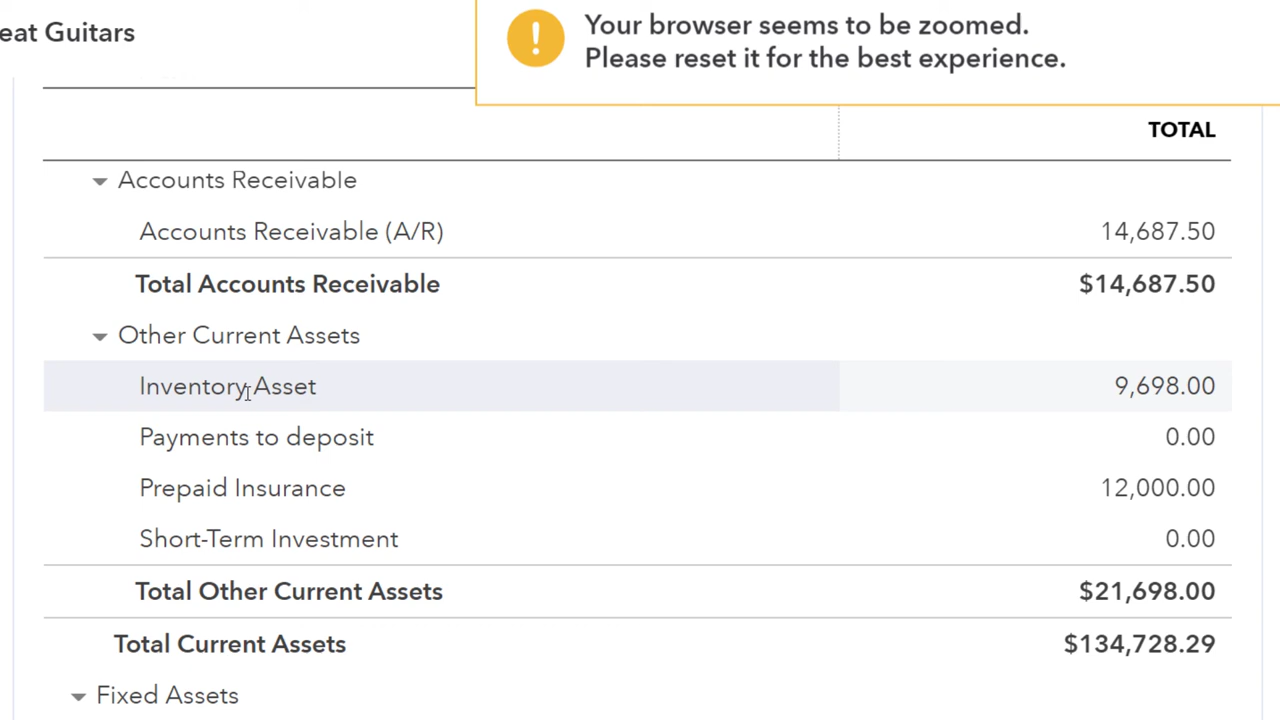 eat Guitars
Your browser seems to be zoomed.
Please reset it for the best experience.
TOTAL
Accounts Receivable
Accounts Receivable (A/R) 14,687.50
Total Accounts Receivable $14,687.50
Other Current Assets
Inventory Asset 9,698.00
Payments to deposit 0.00
Prepaid Insurance 12,000.00
Short-Term Investment 0.00
Total Other Current Assets $21,698.00
Total Current Assets $134,728.29
Fixed Assets